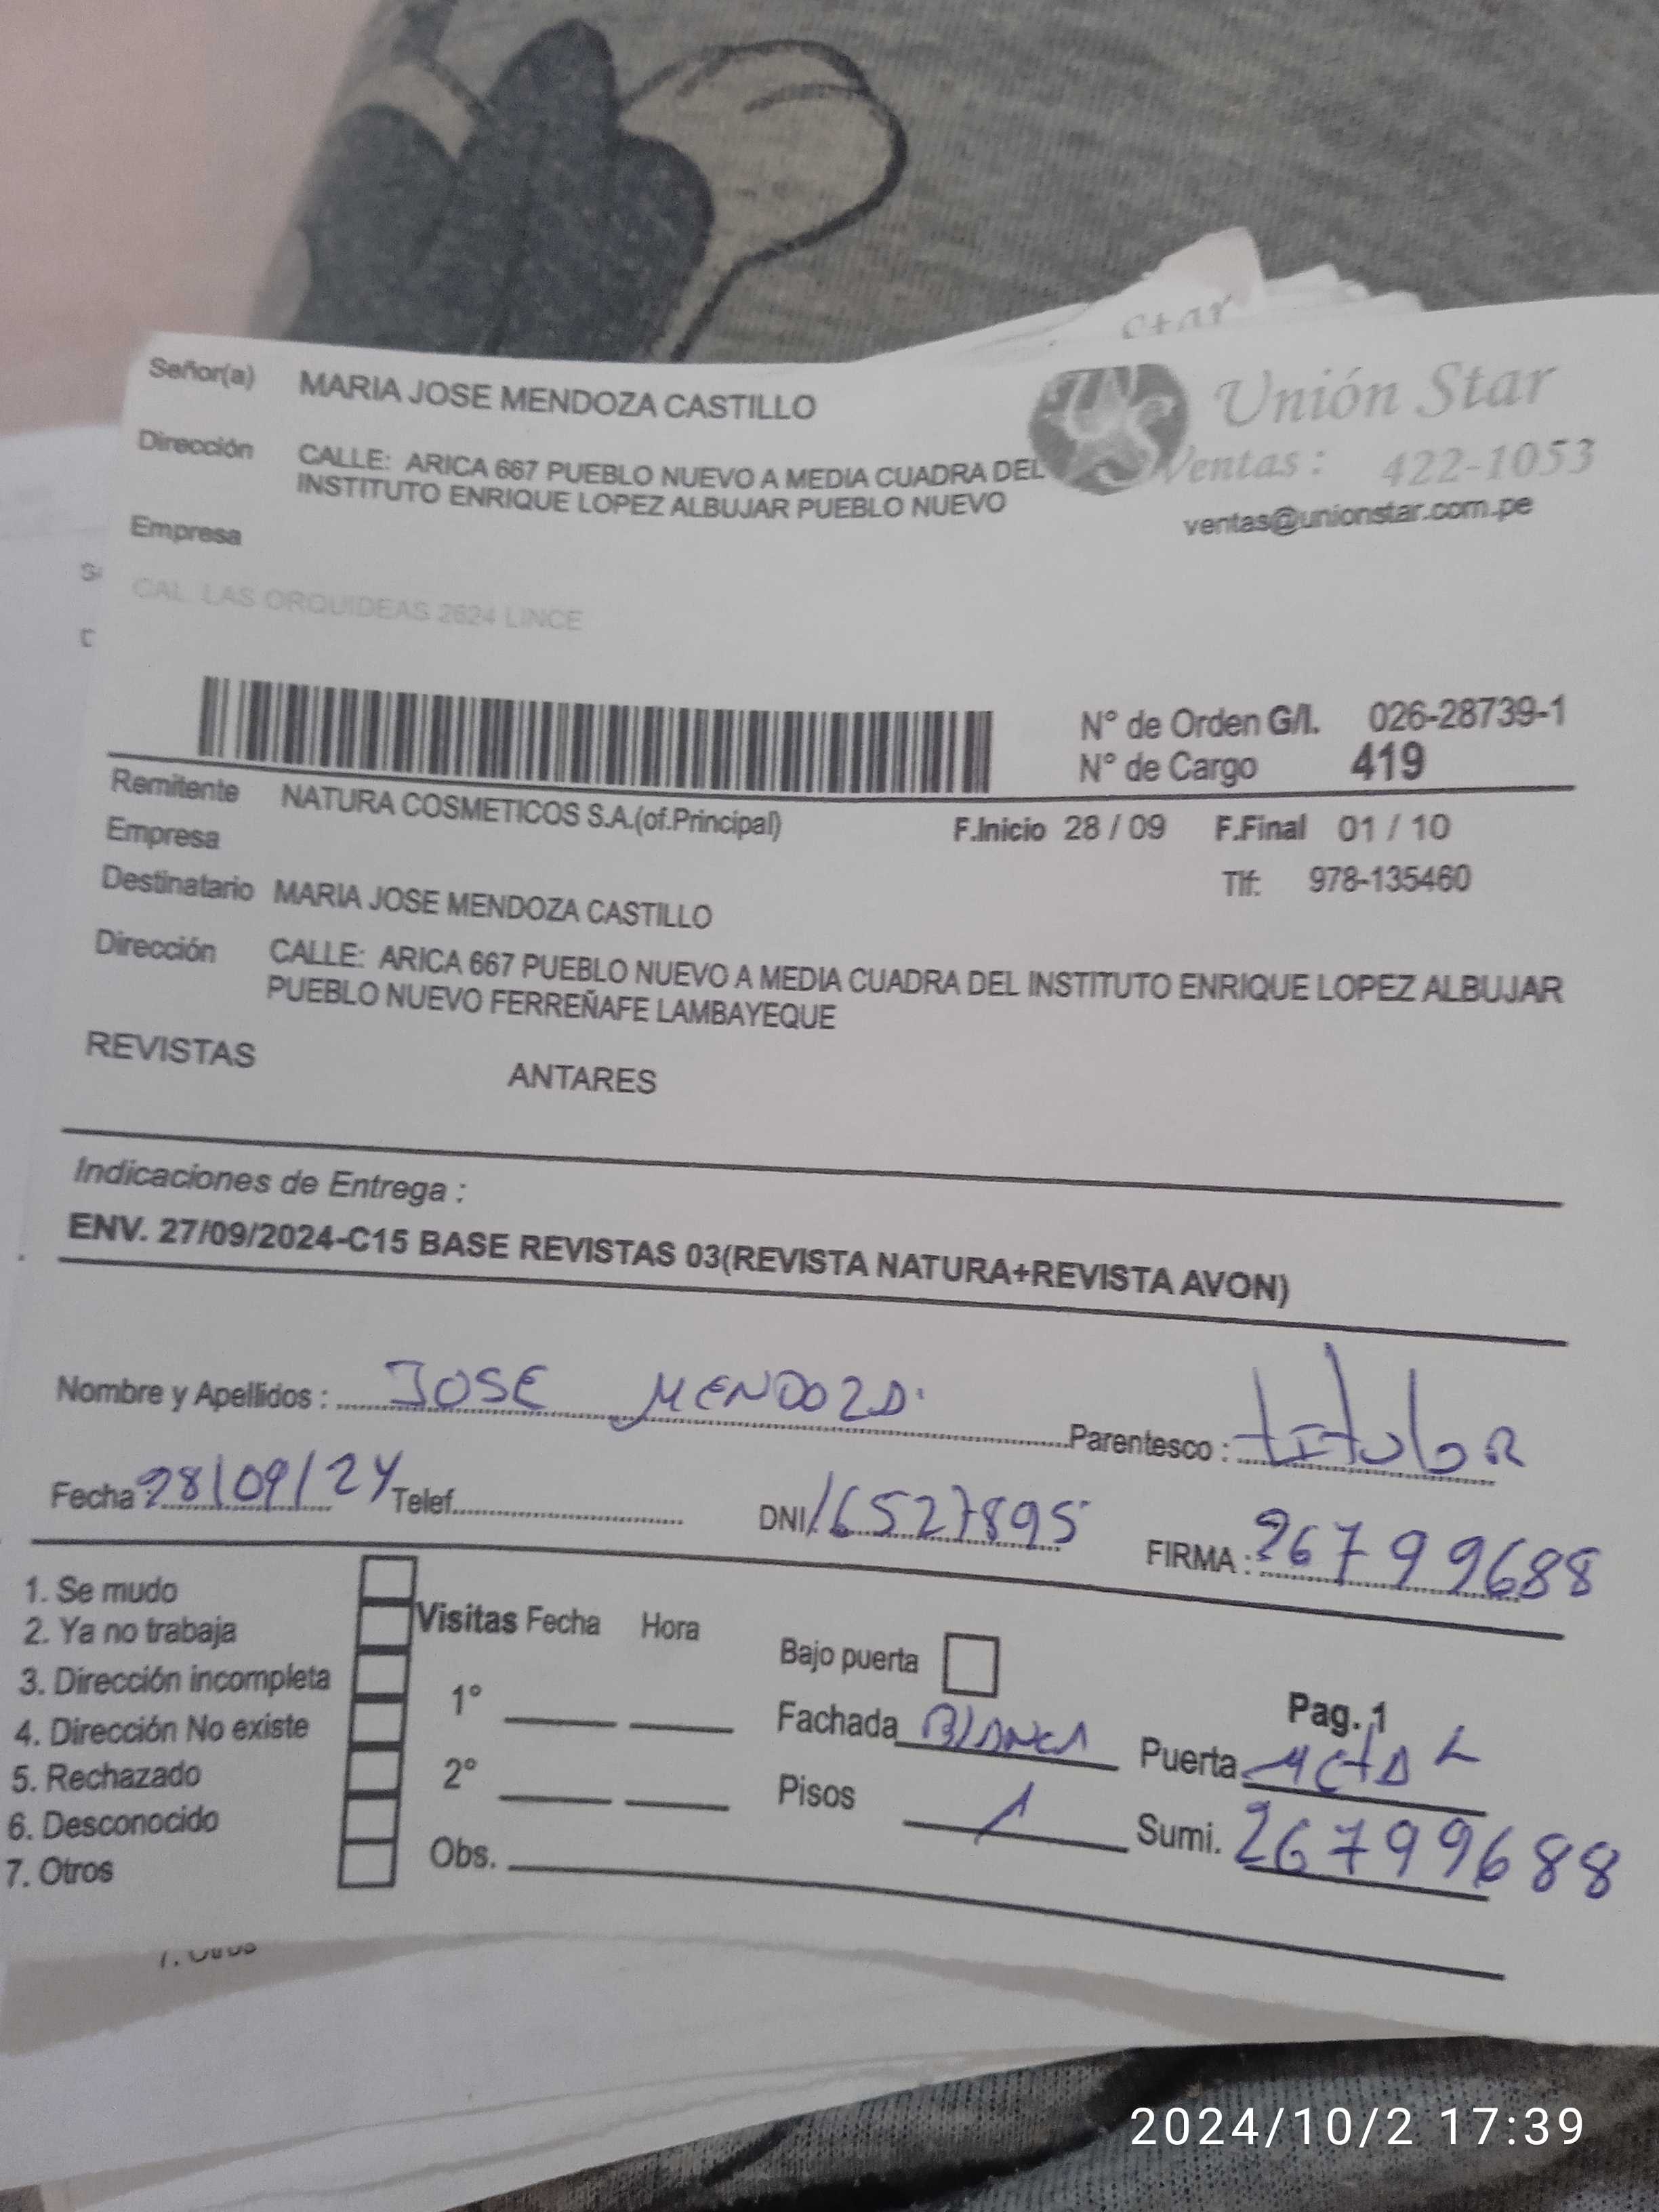 Star
Señor(a) MARIA JOSE MENDOZA CASTILLO
Unión Star
Dirección CALLE: ARICA 667 PUEBLO NUEVO A MEDIA CUADRA DEL
INSTITUTO ENRIQUE LOPEZ ALBUJAR PUEBLO NUEVO
Ventas: 422-1053
ventas@unionstar.com.pe
Empresa
CAL. LAS ORQUIDEAS 2624 LINCE
N° de Orden G/I. 026-28739-1
N° de Cargo 419
Remitente NATURA COSMETICOS S.A.(of.Principal)
Empresa F.Inicio 28 / 09 F.Final 01 / 10
Tlf: 978-135460
Destinatario MARIA JOSE MENDOZA CASTILLO
Dirección CALLE: ARICA 667 PUEBLO NUEVO A MEDIA CUADRA DEL INSTITUTO ENRIQUE LOPEZ ALBUJAR
PUEBLO NUEVO FERREÑAFE LAMBAYEQUE
REVISTAS ANTARES
Indicaciones de Entrega :
ENV. 27/09/2024-C15 BASE REVISTAS 03(REVISTA NATURA+REVISTA AVON)
Nombre y Apellidos : JOSE MENDOZA Parentesco : titular
Fecha 28/09/24 Telef. DNI 16527895 FIRMA : 26799688
1. Se mudo
2. Ya no trabaja
3. Dirección incompleta
4. Dirección No existe
5. Rechazado
6. Desconocido
7. Otros
Visitas Fecha Hora
1°
2°
Obs.
Bajo puerta
Fachada Blanca
Pisos 1
Pag. 1
Puerta Metal
Sumi. 26799688
7. Otros
2024/10/2 17:39